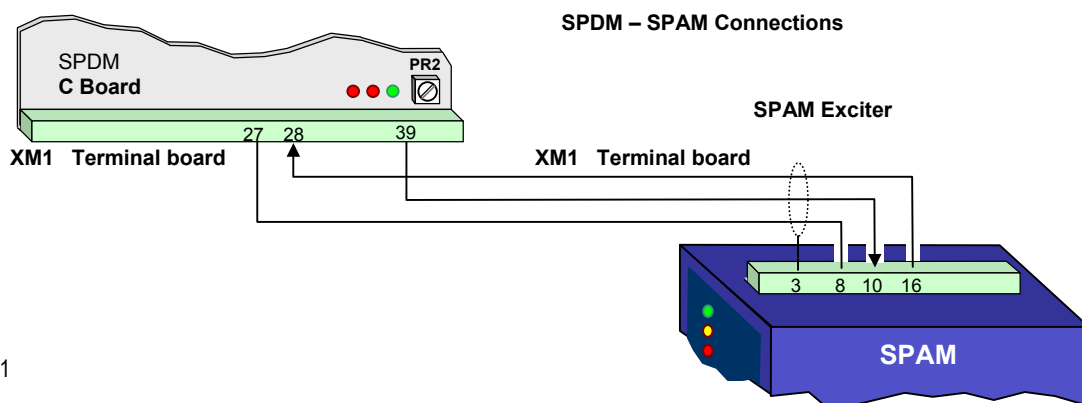 SPDM – SPAM Connections
SPDM
C Board
PR2
SPAM Exciter
27 28 39
XM1 Terminal board
XM1 Terminal board
3 8 10 16
SPAM
1